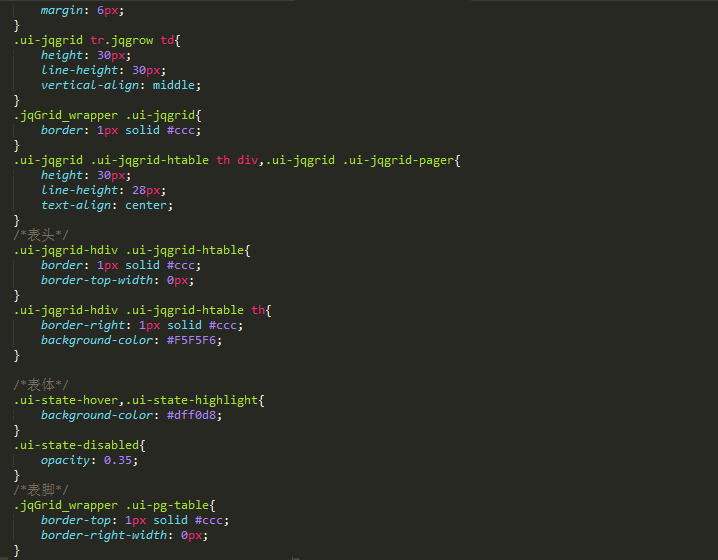 margin: 6px;
}
.ui-jqgrid tr.jqgrow td{
height: 30px;
line-height: 30px;
vertical-align: middle;
}
.jqGrid_wrapper .ui-jqgrid{
border: 1px solid #ccc;
}
.ui-jqgrid .ui-jqgrid-htable th div,.ui-jqgrid .ui-jqgrid-pager{
height: 30px;
line-height: 28px;
text-align: center;
}
/*表头*/
.ui-jqgrid-hdiv .ui-jqgrid-htable{
border: 1px solid #ccc;
border-top-width: 0px;
}
.ui-jqgrid-hdiv .ui-jqgrid-htable th{
border-right: 1px solid #ccc;
background-color: #F5F5F6;
}
/*表体*/
.ui-state-hover,.ui-state-highlight{
background-color: #dff0d8;
}
.ui-state-disabled{
opacity: 0.35;
}
/*表脚*/
.jqGrid_wrapper .ui-pg-table{
border-top: 1px solid #ccc;
border-right-width: 0px;
}